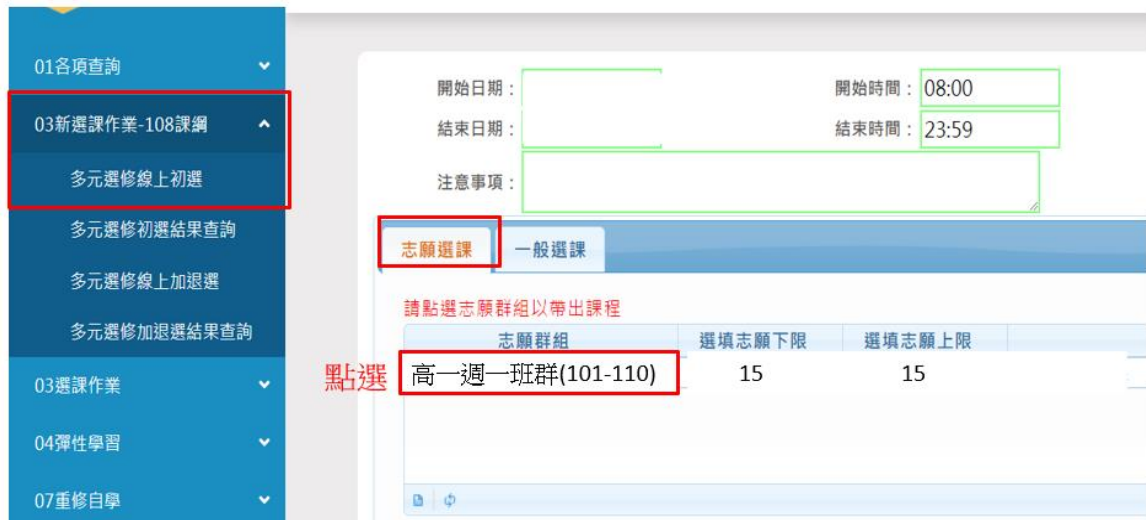 01各項查詢
03新選課作業-108課綱
多元選修線上初選
多元選修初選結果查詢
多元選修線上加退選
多元選修加退選結果查詢
03選課作業
04彈性學習
07重修自學
開始日期：
開始時間： 08:00
結束日期：
結束時間： 23:59
注意事項：
志願選課 一般選課
請點選志願群組以帶出課程
志願群組 選填志願下限 選填志願上限
點選 高一週一班群(101-110) 15 15